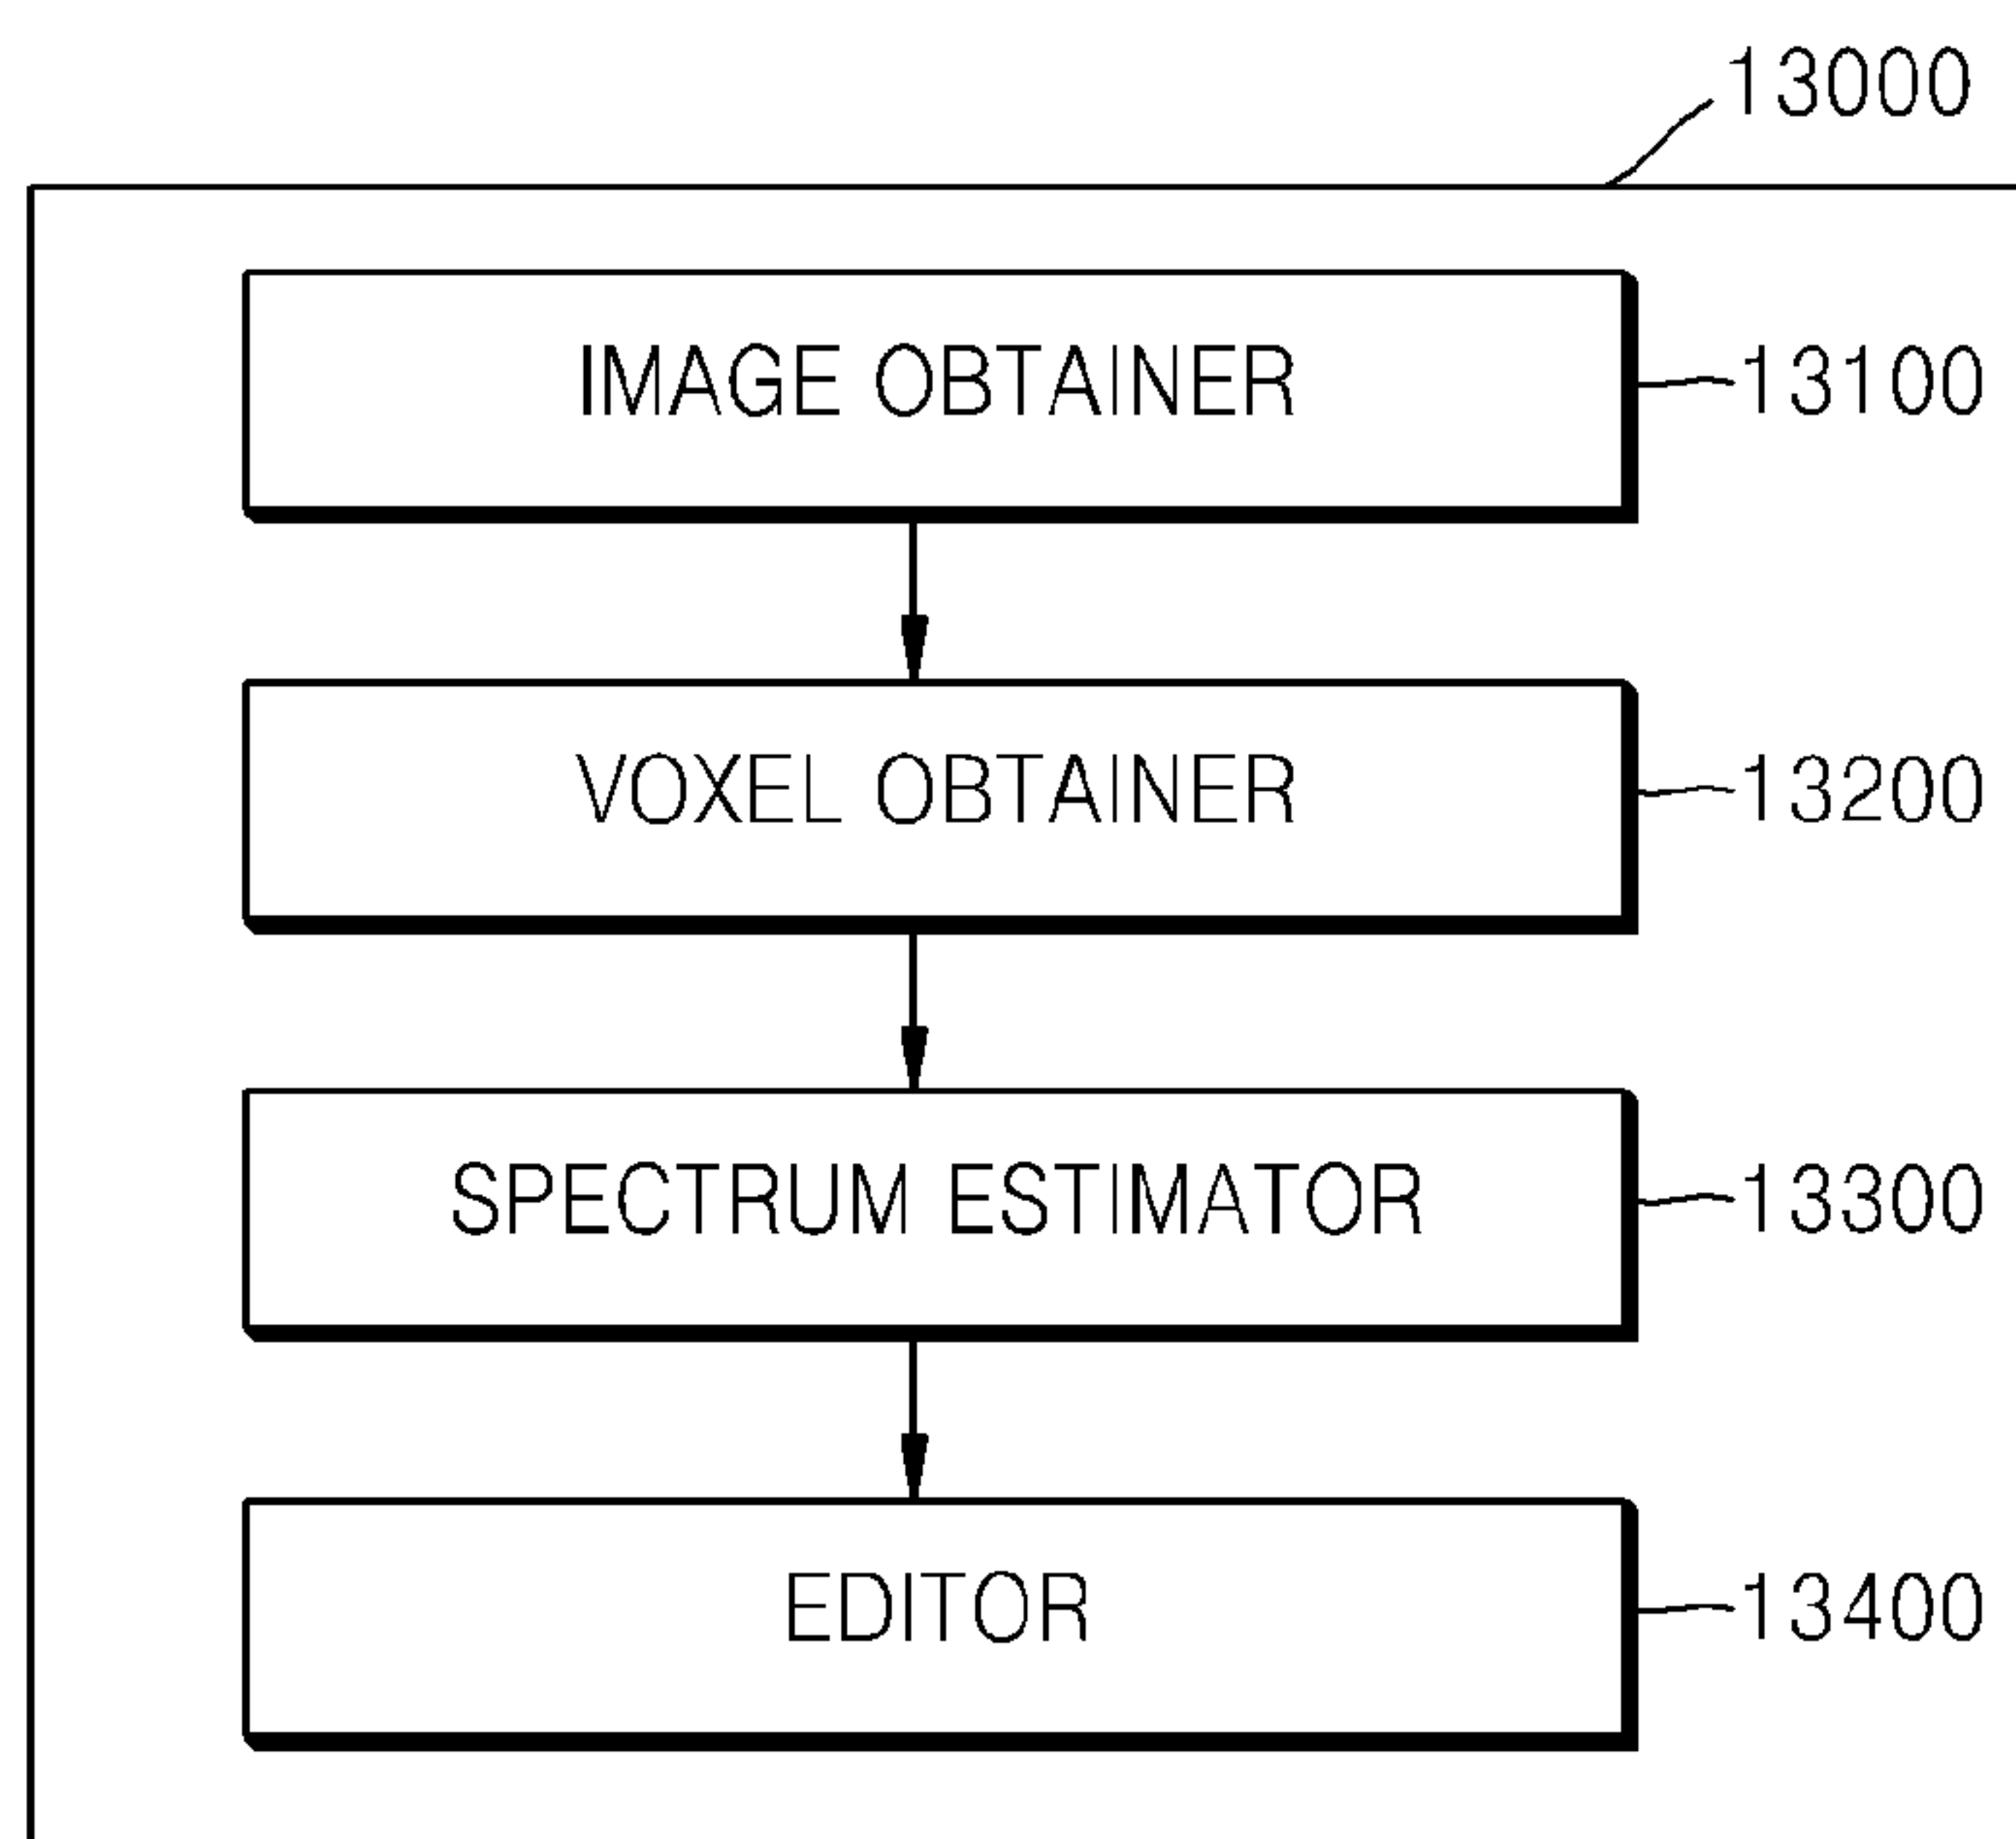 13000
IMAGE OBTAINER 13100
VOXEL OBTAINER 13200
SPECTRUM ESTIMATOR 13300
EDITOR 13400